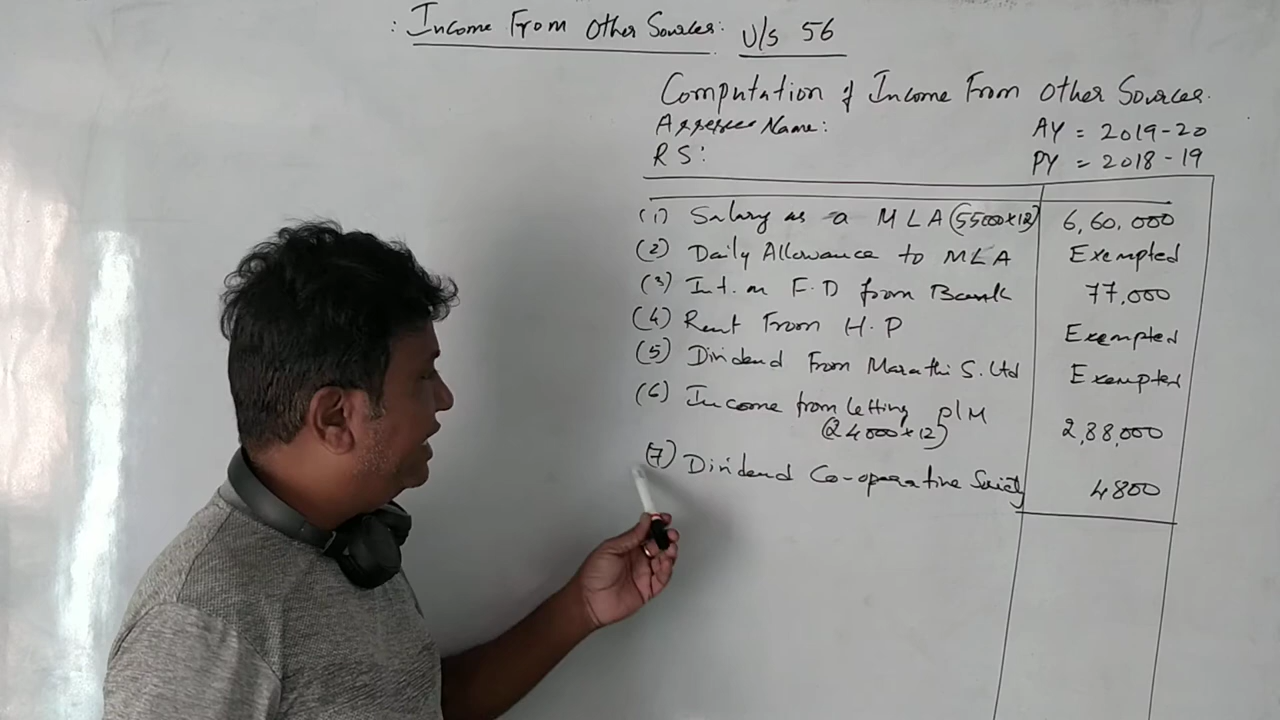 : Income From Other Sources: U/s 56
Computation of Income From Other Sources.
Assessee Name:
AY = 2019-20
RS:
PY = 2018-19
(1) Salary as a MLA (55000x12) 6,60,000
(2) Daily Allowance to MLA Exempted
(3) Int. on F.D from Bank 77,000
(4) Rent From H.P Exempted
(5) Dividend From Marathi S. Ltd Exempted
(6) Income from letting P/M
(24000x12) 2,88,000
(7) Dividend Co-operative Society 4800